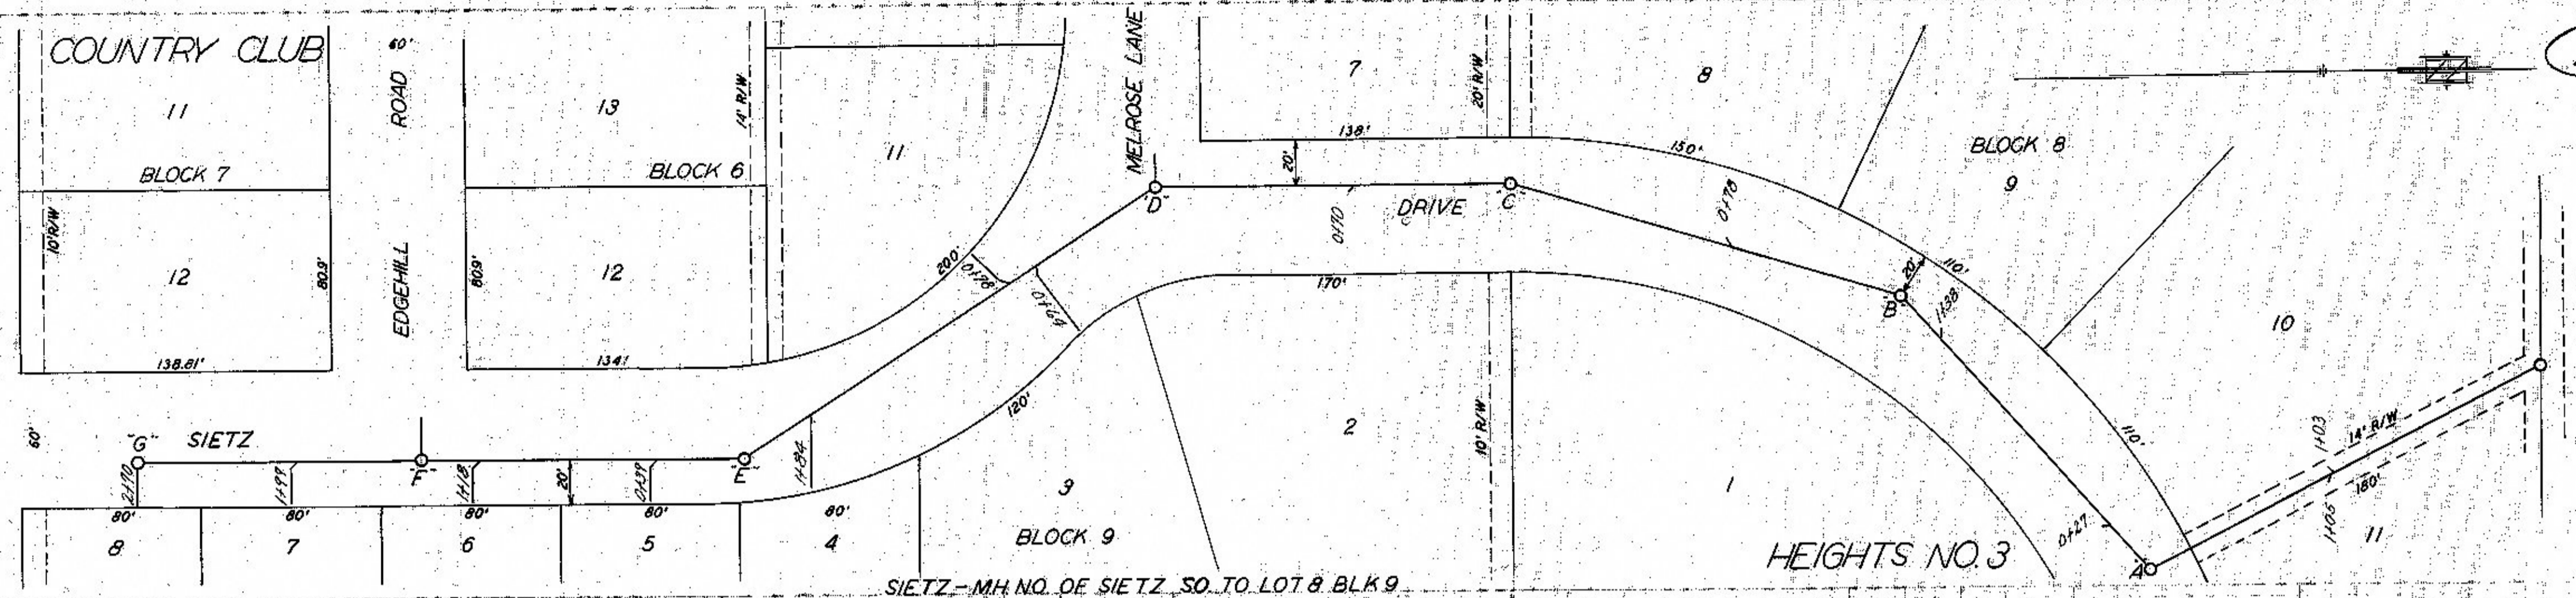 COUNTRY CLUB
60'
ROAD
EDGEHILL
11
BLOCK 7
10' R/W
12
80.9'
138.81'
13
14' R/W
BLOCK 6
80.9'
12
134'
11
200'
MELROSE LANE
7
20' R/W
138'
20'
8
150'
BLOCK 8
9
"D"
"C"
DRIVE
0+70
0+78
0+78
0+64
170'
20'
110'
"B"
1+38
10
60'
"G"
SIETZ
2+70
1+99
"F"
1+18
20'
0+39
"E"
1+84
120'
2
10' R/W
1
110'
1+03
14' R/W
180'
1+05
11
80'
80'
80'
80'
80'
8
7
6
5
4
3
BLOCK 9
0+27
"A"
HEIGHTS NO. 3
SIETZ - MH. NO. OF SIETZ SO. TO LOT 8 BLK 9